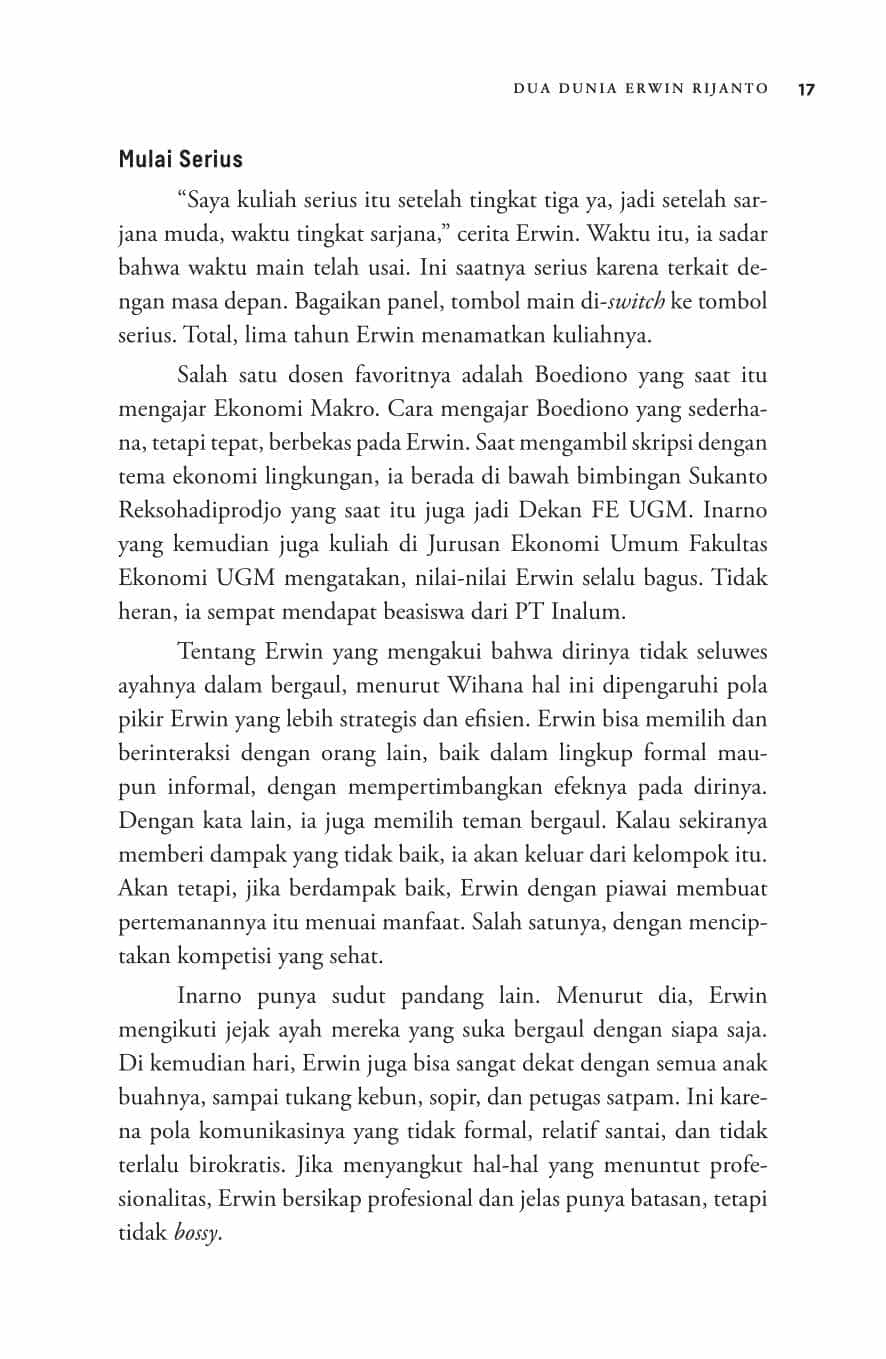 DUA DUNIA ERWIN RIJANTO 17
Mulai Serius
“Saya kuliah serius itu setelah tingkat tiga ya, jadi setelah sar-
jana muda, waktu tingkat sarjana,” cerita Erwin. Waktu itu, ia sadar
bahwa waktu main telah usai. Ini saatnya serius karena terkait de-
ngan masa depan. Bagaikan panel, tombol main di-switch ke tombol
serius. Total, lima tahun Erwin menamatkan kuliahnya.
Salah satu dosen favoritnya adalah Boediono yang saat itu
mengajar Ekonomi Makro. Cara mengajar Boediono yang sederha-
na, tetapi tepat, berbekas pada Erwin. Saat mengambil skripsi dengan
tema ekonomi lingkungan, ia berada di bawah bimbingan Sukanto
Reksohadiprodjo yang saat itu juga jadi Dekan FE UGM. Inarno
yang kemudian juga kuliah di Jurusan Ekonomi Umum Fakultas
Ekonomi UGM mengatakan, nilai-nilai Erwin selalu bagus. Tidak
heran, ia sempat mendapat beasiswa dari PT Inalum.
Tentang Erwin yang mengakui bahwa dirinya tidak seluwes
ayahnya dalam bergaul, menurut Wihana hal ini dipengaruhi pola
pikir Erwin yang lebih strategis dan efisien. Erwin bisa memilih dan
berinteraksi dengan orang lain, baik dalam lingkup formal mau-
pun informal, dengan mempertimbangkan efeknya pada dirinya.
Dengan kata lain, ia juga memilih teman bergaul. Kalau sekiranya
memberi dampak yang tidak baik, ia akan keluar dari kelompok itu.
Akan tetapi, jika berdampak baik, Erwin dengan piawai membuat
pertemanannya itu menuai manfaat. Salah satunya, dengan mencip-
takan kompetisi yang sehat.
Inarno punya sudut pandang lain. Menurut dia, Erwin
mengikuti jejak ayah mereka yang suka bergaul dengan siapa saja.
Di kemudian hari, Erwin juga bisa sangat dekat dengan semua anak
buahnya, sampai tukang kebun, sopir, dan petugas satpam. Ini kare-
na pola komunikasinya yang tidak formal, relatif santai, dan tidak
terlalu birokratis. Jika menyangkut hal-hal yang menuntut profe-
sionalitas, Erwin bersikap profesional dan jelas punya batasan, tetapi
tidak bossy.